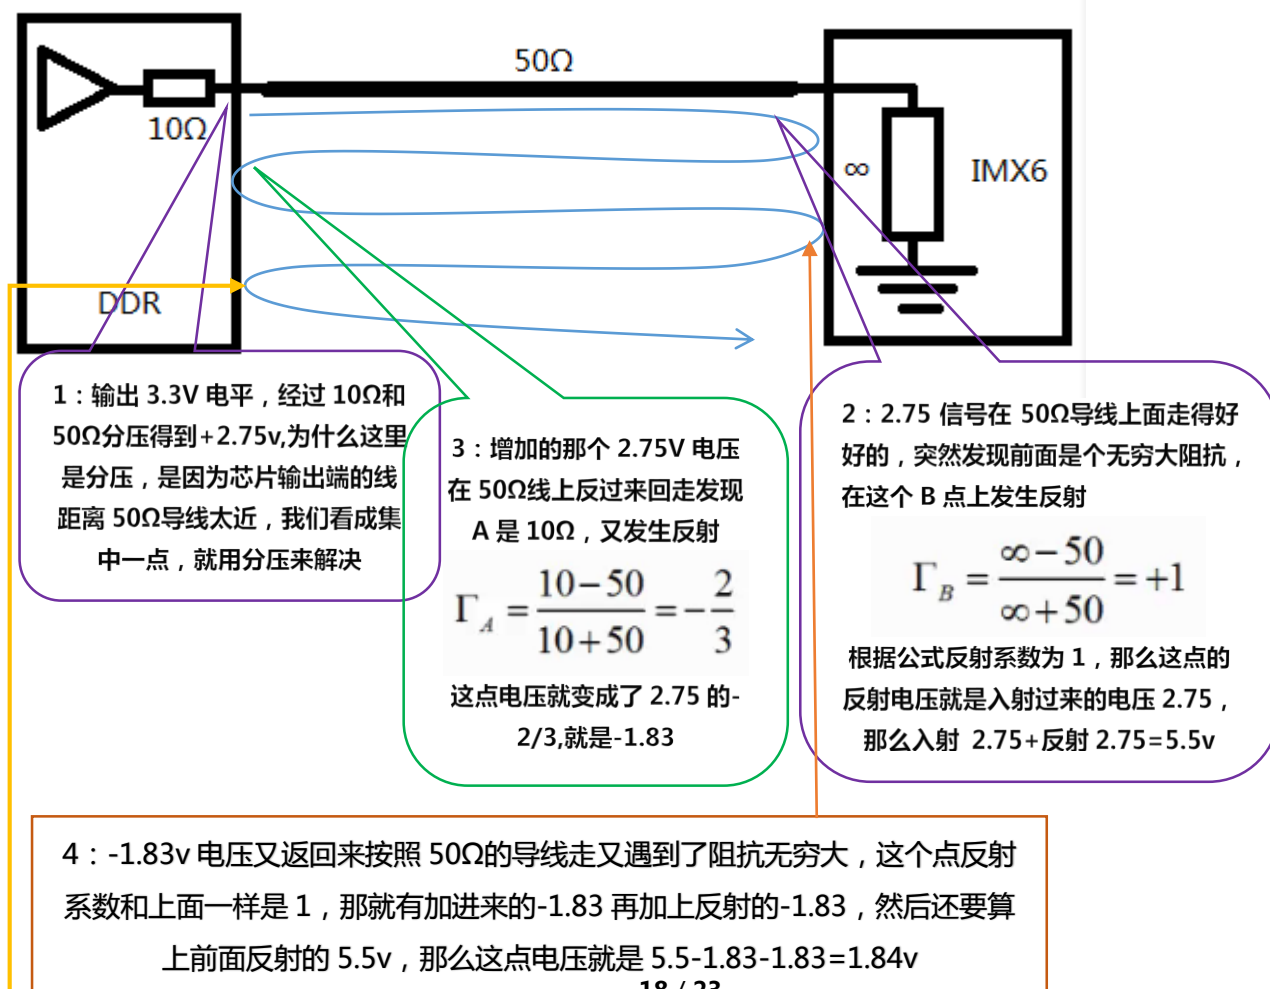 50Ω
10Ω
∞
IMX6
DDR
1：输出 3.3V 电平，经过 10Ω和
50Ω分压得到+2.75v,为什么这里
是分压，是因为芯片输出端的线
距离 50Ω导线太近，我们看成集
中一点，就用分压来解决
3：增加的那个 2.75V 电压
在 50Ω线上反过来回走发现
A 是 10Ω，又发生反射
Γ_A = (10−50)/(10+50) = −2/3
这点电压就变成了 2.75 的-
2/3,就是-1.83
2：2.75 信号在 50Ω导线上面走得好
好的，突然发现前面是个无穷大阻抗，
在这个 B 点上发生反射
Γ_B = (∞−50)/(∞+50) = +1
根据公式反射系数为 1，那么这点的
反射电压就是入射过来的电压 2.75，
那么入射 2.75+反射 2.75=5.5v
4：-1.83v 电压又返回来按照 50Ω的导线走又遇到了阻抗无穷大，这个点反射
系数和上面一样是 1，那就有加进来的-1.83 再加上反射的-1.83，然后还要算
上前面反射的 5.5v，那么这点电压就是 5.5-1.83-1.83=1.84v
18 / 23